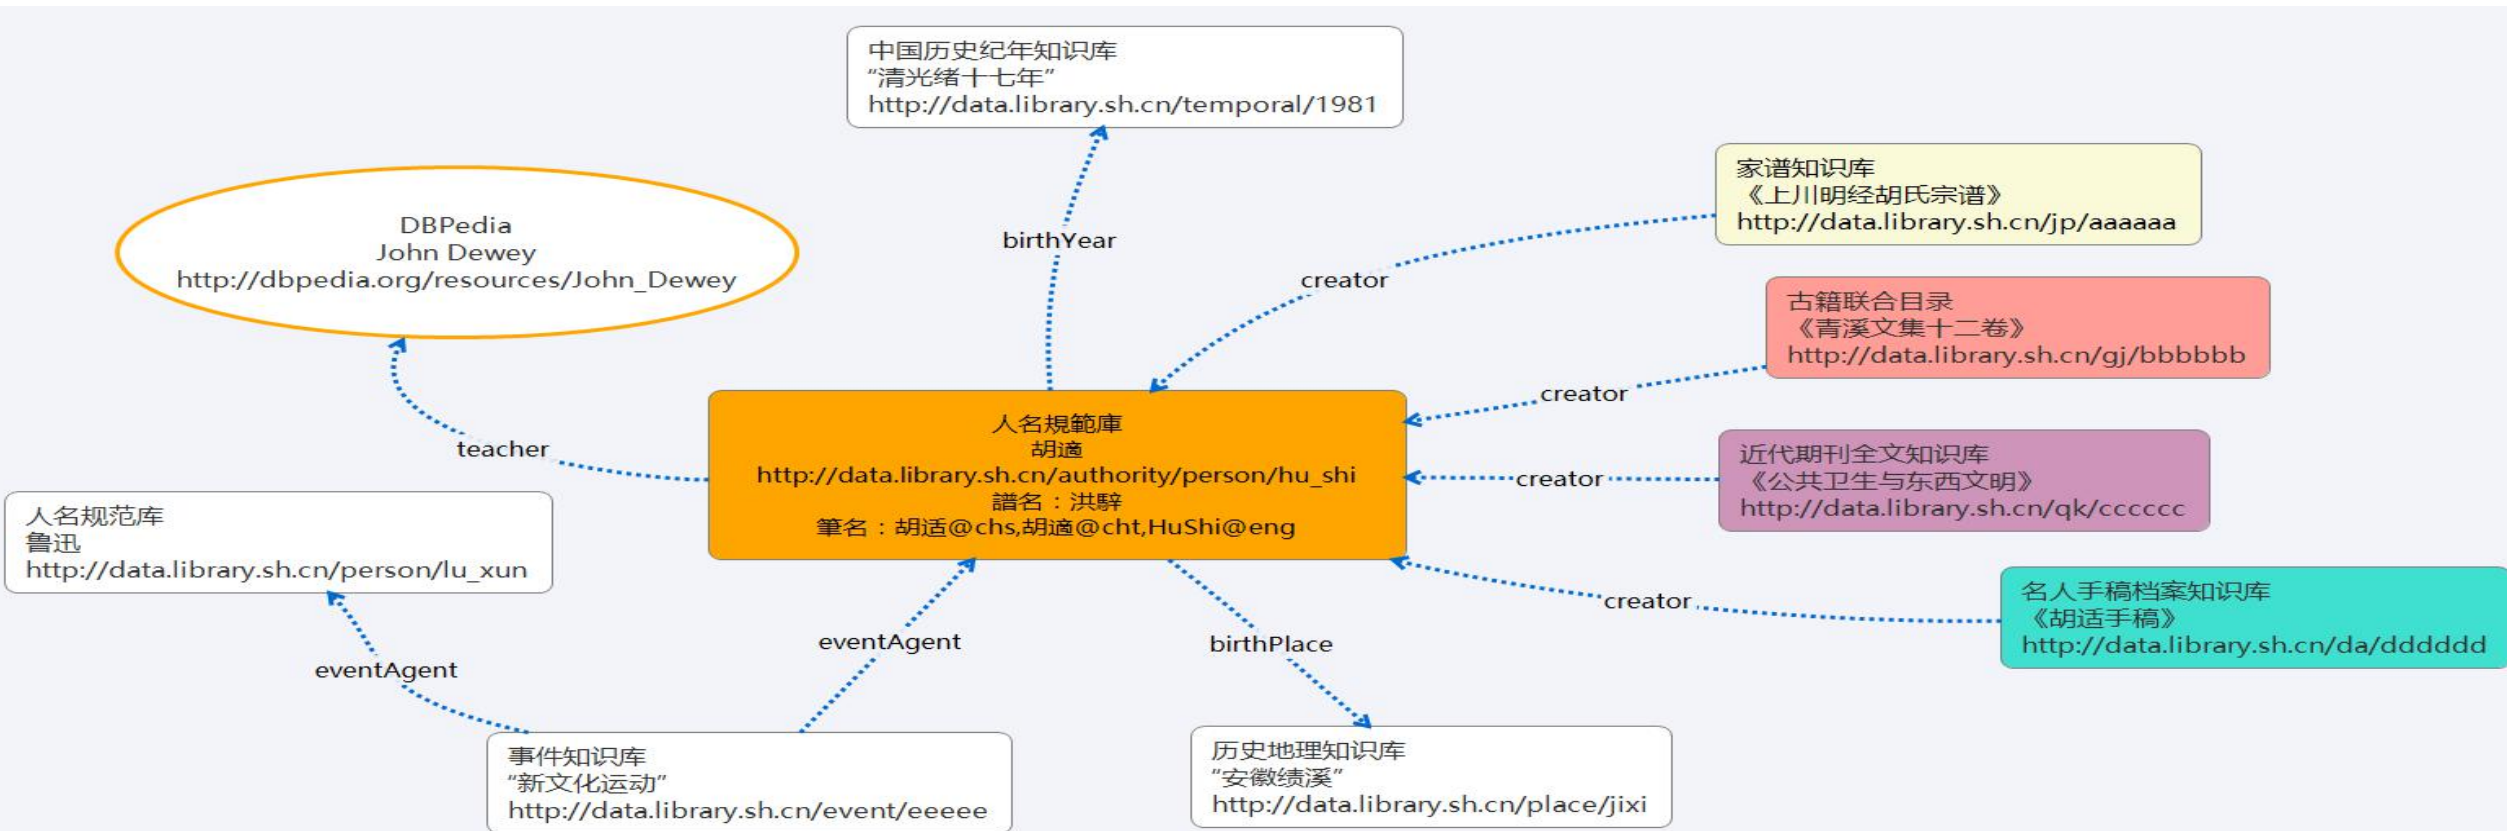 中国历史纪年知识库
“清光绪十七年”
http://data.library.sh.cn/temporal/1981
家谱知识库
《上川明经胡氏宗谱》
http://data.library.sh.cn/jp/aaaaaa
DBPedia
John Dewey
http://dbpedia.org/resources/John_Dewey
birthYear
creator
古籍联合目录
《青溪文集十二卷》
http://data.library.sh.cn/gj/bbbbbb
creator
teacher
人名規範庫
胡適
http://data.library.sh.cn/authority/person/hu_shi
譜名：洪騂
筆名：胡适@chs,胡適@cht,HuShi@eng
creator
近代期刊全文知识库
《公共卫生与东西文明》
http://data.library.sh.cn/qk/cccccc
人名规范库
鲁迅
http://data.library.sh.cn/person/lu_xun
creator
名人手稿档案知识库
《胡适手稿》
http://data.library.sh.cn/da/dddddd
eventAgent
eventAgent
birthPlace
事件知识库
“新文化运动”
http://data.library.sh.cn/event/eeeee
历史地理知识库
“安徽绩溪”
http://data.library.sh.cn/place/jixi